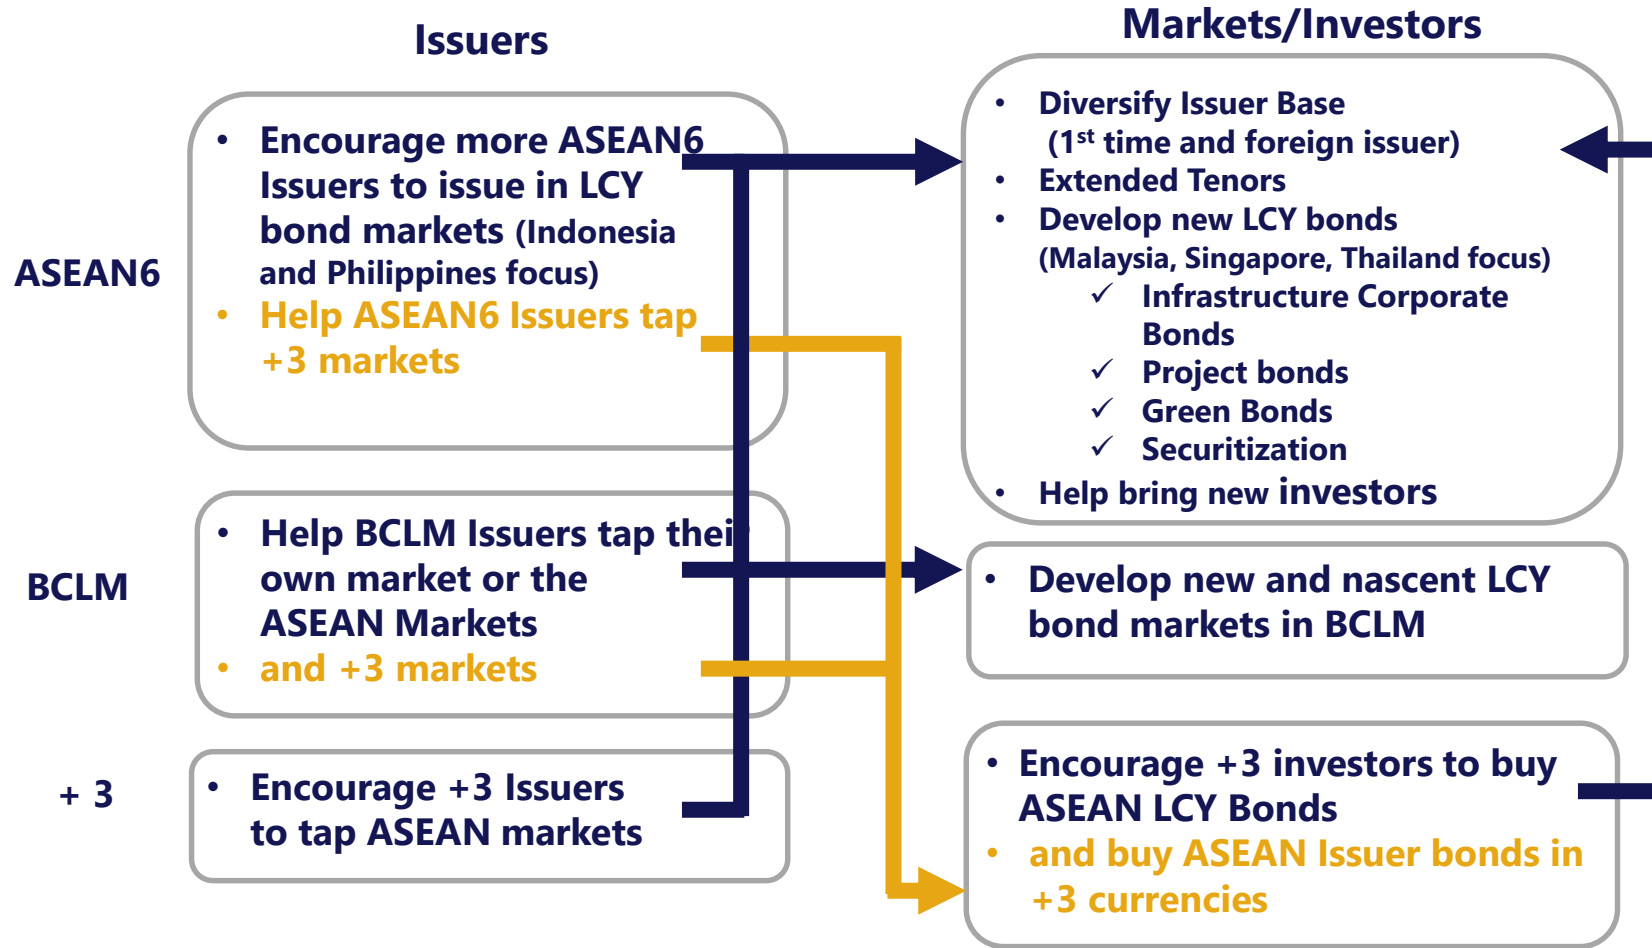 Issuers
Markets/Investors
ASEAN6
• Encourage more ASEAN6
Issuers to issue in LCY
bond markets (Indonesia
and Philippines focus)
• Help ASEAN6 Issuers tap
+3 markets
• Diversify Issuer Base
(1st time and foreign issuer)
• Extended Tenors
• Develop new LCY bonds
(Malaysia, Singapore, Thailand focus)
✓ Infrastructure Corporate
Bonds
✓ Project bonds
✓ Green Bonds
✓ Securitization
• Help bring new investors
BCLM
• Help BCLM Issuers tap their
own market or the
ASEAN Markets
• and +3 markets
• Develop new and nascent LCY
bond markets in BCLM
+ 3
• Encourage +3 Issuers
to tap ASEAN markets
• Encourage +3 investors to buy
ASEAN LCY Bonds
• and buy ASEAN Issuer bonds in
+3 currencies